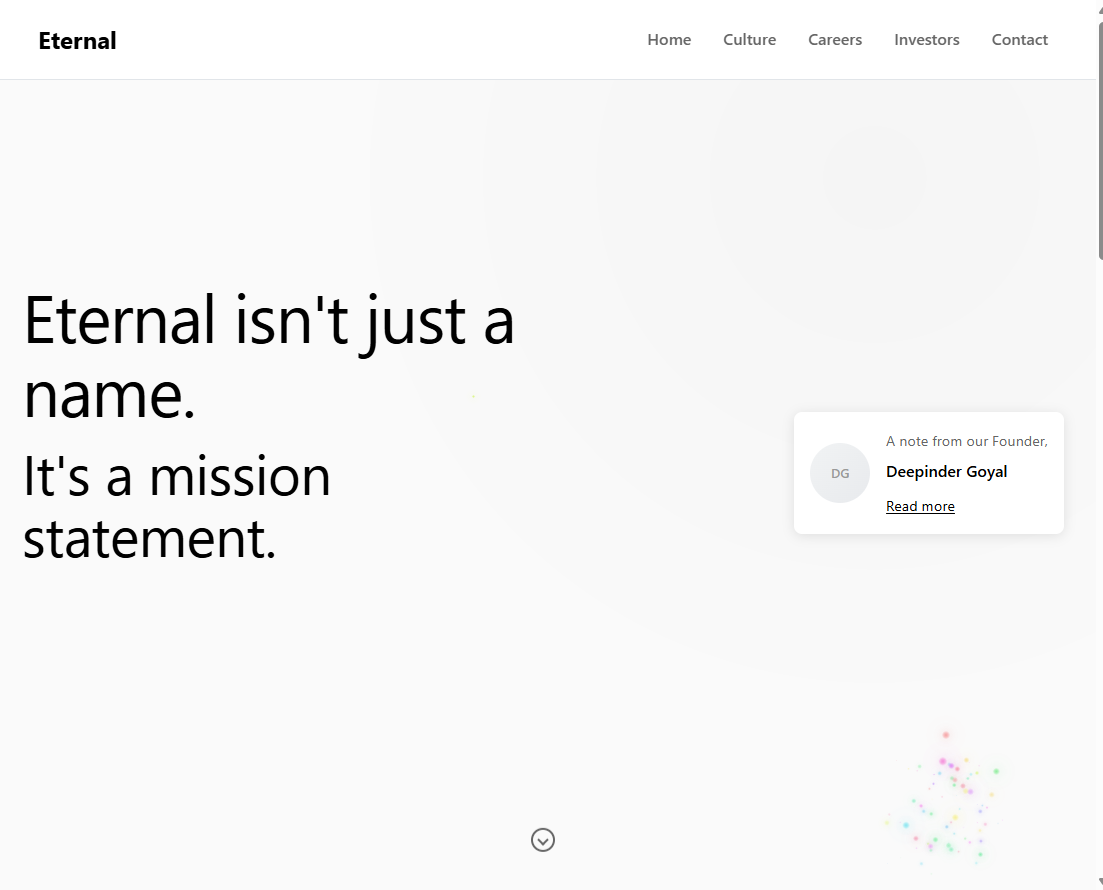 Eternal
Home Culture Careers Investors Contact
Eternal isn't just a
name.
It's a mission
statement.
A note from our Founder,
DG
Deepinder Goyal
Read more